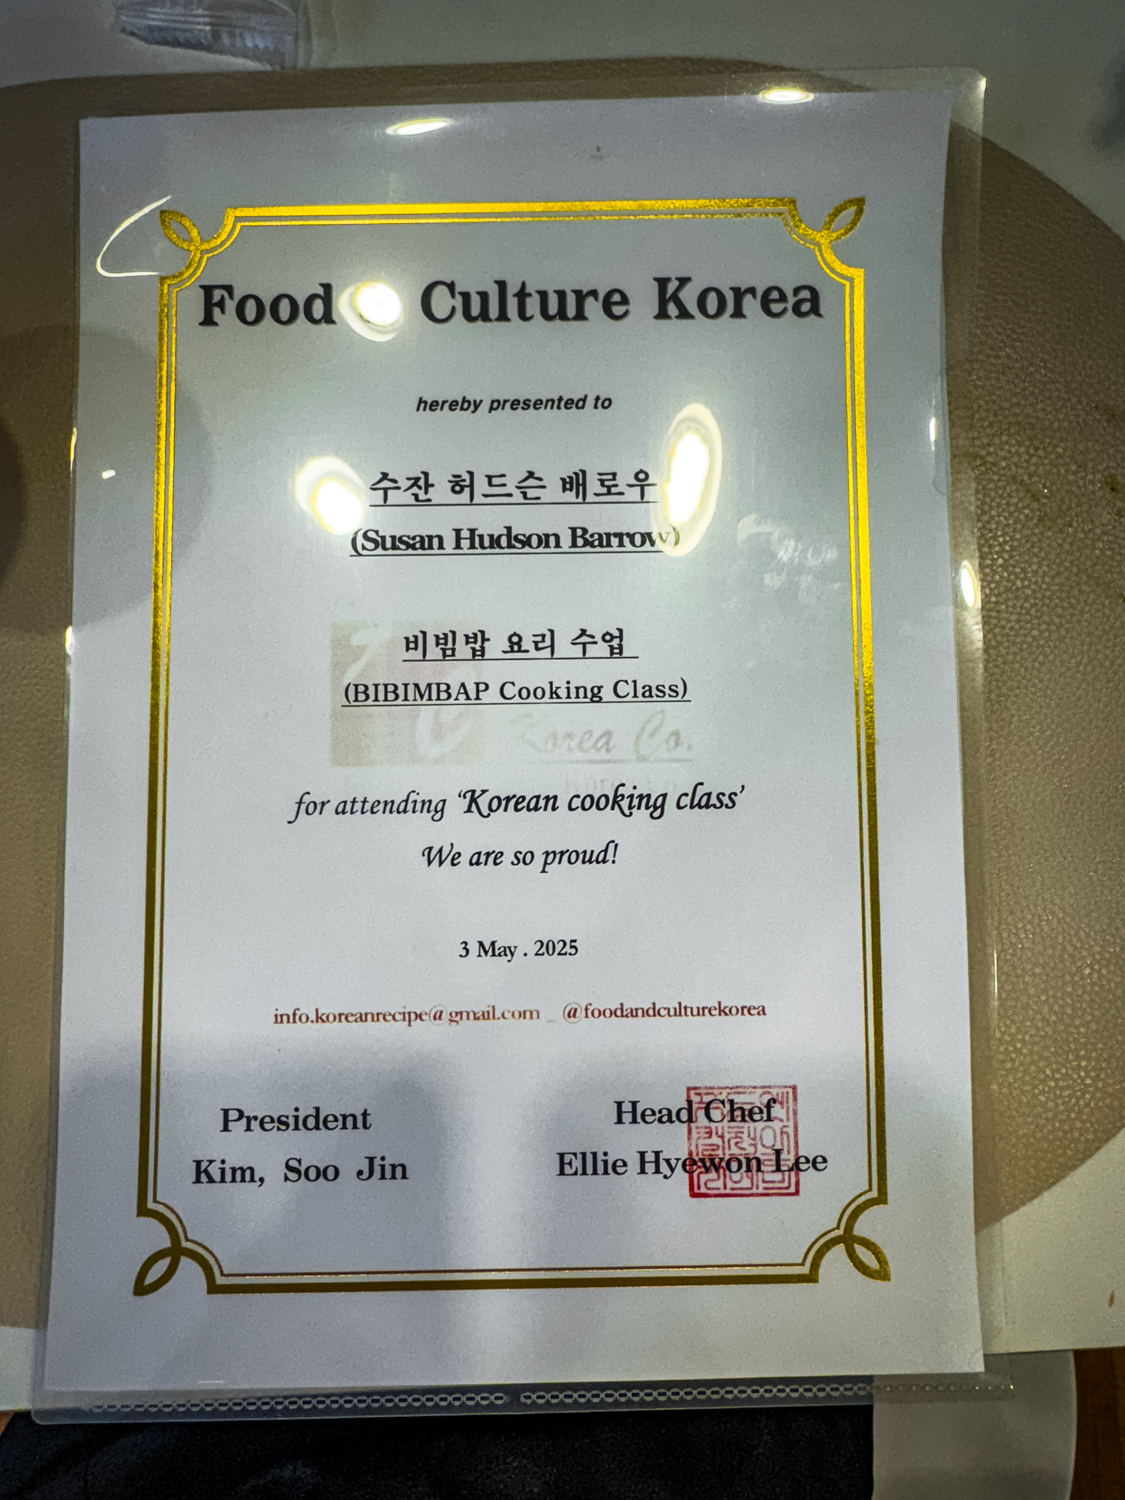 Food Culture Korea
hereby presented to
수잔 허드슨 배로우
(Susan Hudson Barrow)
비빔밥 요리 수업
(BIBIMBAP Cooking Class)
Korea Co.
for attending ‘Korean cooking class’
We are so proud!
3 May . 2025
info.koreanrecipe@gmail.com _ @foodandculturekorea
President
Kim, Soo Jin
Head Chef
Ellie Hyewon Lee